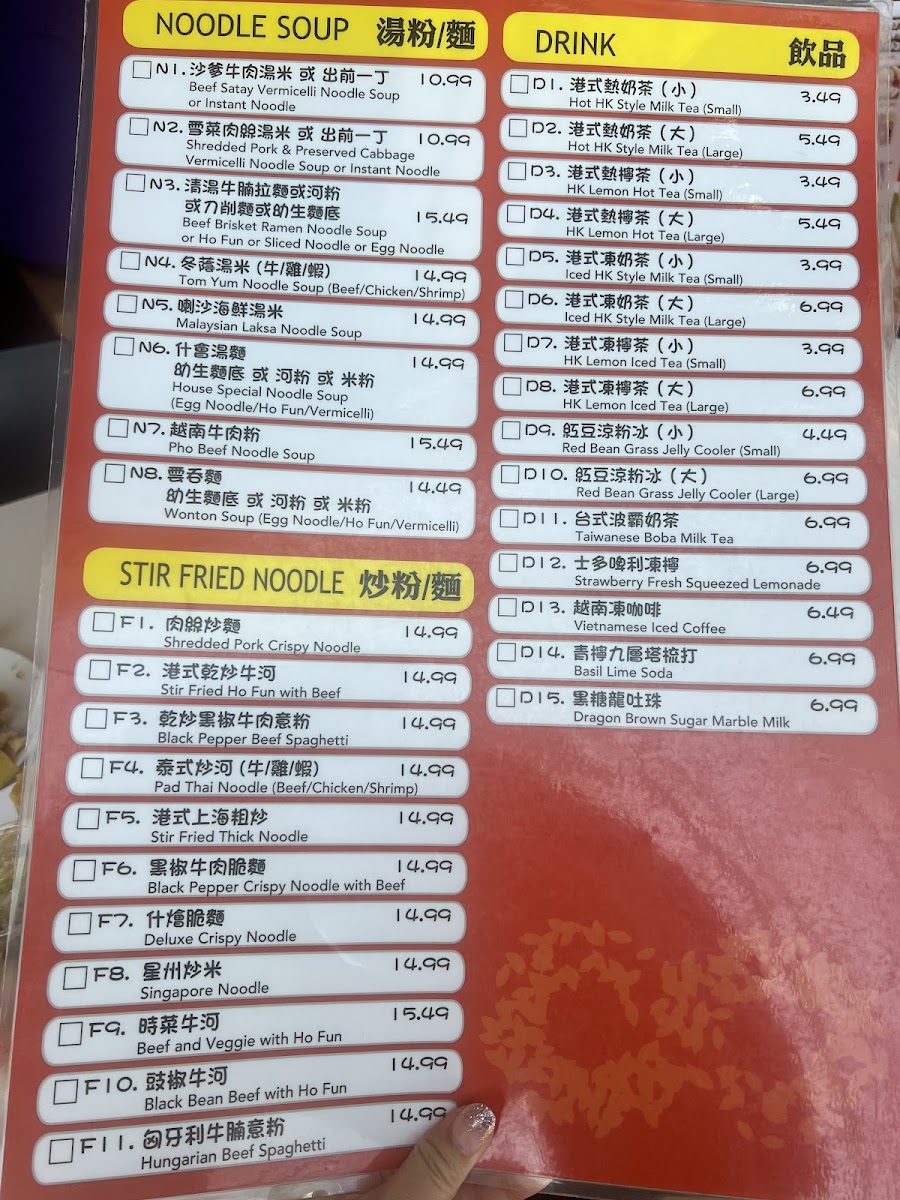 NOODLE SOUP 湯粉/麵
N1. 沙爹牛肉湯米 或 出前一丁 10.99
Beef Satay Vermicelli Noodle Soup
or Instant Noodle
N2. 雪菜肉絲湯米 或 出前一丁 10.99
Shredded Pork & Preserved Cabbage
Vermicelli Noodle Soup or Instant Noodle
N3. 清湯牛腩拉麵或河粉
或刀削麵或幼生麵底 15.49
Beef Brisket Ramen Noodle Soup
or Ho Fun or Sliced Noodle or Egg Noodle
N4. 冬蔭湯米 (牛/雞/蝦) 14.99
Tom Yum Noodle Soup (Beef/Chicken/Shrimp)
N5. 喇沙海鮮湯米 14.99
Malaysian Laksa Noodle Soup
N6. 什會湯麵 14.99
幼生麵底 或 河粉 或 米粉
House Special Noodle Soup
(Egg Noodle/Ho Fun/Vermicelli)
N7. 越南牛肉粉 15.49
Pho Beef Noodle Soup
N8. 雲吞麵 14.49
幼生麵底 或 河粉 或 米粉
Wonton Soup (Egg Noodle/Ho Fun/Vermicelli)
STIR FRIED NOODLE 炒粉/麵
F1. 肉絲炒麵 14.99
Shredded Pork Crispy Noodle
F2. 港式乾炒牛河 14.99
Stir Fried Ho Fun with Beef
F3. 乾炒黑椒牛肉意粉 14.99
Black Pepper Beef Spaghetti
F4. 泰式炒河 (牛/雞/蝦) 14.99
Pad Thai Noodle (Beef/Chicken/Shrimp)
F5. 港式上海粗炒 14.99
Stir Fried Thick Noodle
F6. 黑椒牛肉脆麵 14.99
Black Pepper Crispy Noodle with Beef
F7. 什燴脆麵 14.99
Deluxe Crispy Noodle
F8. 星州炒米 14.99
Singapore Noodle
F9. 時菜牛河 15.49
Beef and Veggie with Ho Fun
F10. 豉椒牛河 14.99
Black Bean Beef with Ho Fun
F11. 匈牙利牛腩意粉 14.99
Hungarian Beef Spaghetti
DRINK 飲品
D1. 港式熱奶茶 (小) 3.49
Hot HK Style Milk Tea (Small)
D2. 港式熱奶茶 (大) 5.49
Hot HK Style Milk Tea (Large)
D3. 港式熱檸茶 (小) 3.49
HK Lemon Hot Tea (Small)
D4. 港式熱檸茶 (大) 5.49
HK Lemon Hot Tea (Large)
D5. 港式凍奶茶 (小) 3.99
Iced HK Style Milk Tea (Small)
D6. 港式凍奶茶 (大) 6.99
Iced HK Style Milk Tea (Large)
D7. 港式凍檸茶 (小) 3.99
HK Lemon Iced Tea (Small)
D8. 港式凍檸茶 (大) 6.99
HK Lemon Iced Tea (Large)
D9. 紅豆涼粉冰 (小) 4.49
Red Bean Grass Jelly Cooler (Small)
D10. 紅豆涼粉冰 (大) 6.99
Red Bean Grass Jelly Cooler (Large)
D11. 台式波霸奶茶 6.99
Taiwanese Boba Milk Tea
D12. 士多啤利凍檸 6.99
Strawberry Fresh Squeezed Lemonade
D13. 越南凍咖啡 6.49
Vietnamese Iced Coffee
D14. 青檸九層塔梳打 6.99
Basil Lime Soda
D15. 黑糖龍吐珠 6.99
Dragon Brown Sugar Marble Milk